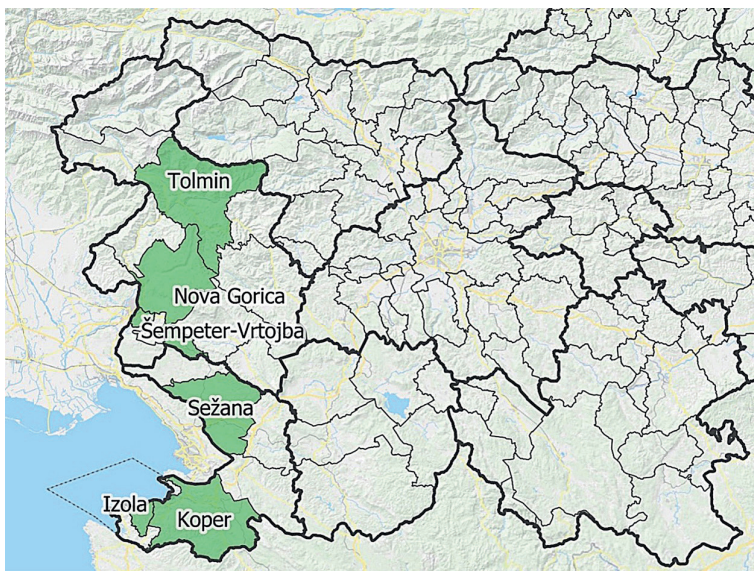 Tolmin
Nova Gorica
Šempeter-Vrtojba
Sežana
Izola
Koper